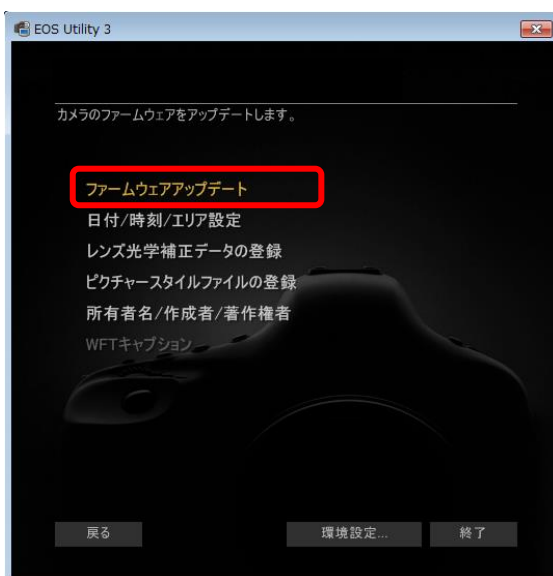 EOS Utility 3
カメラのファームウェアをアップデートします。
ファームウェアアップデート
日付/時刻/エリア設定
レンズ光学補正データの登録
ピクチャースタイルファイルの登録
所有者名/作成者/著作権者
WFTキャプション
戻る 環境設定... 終了